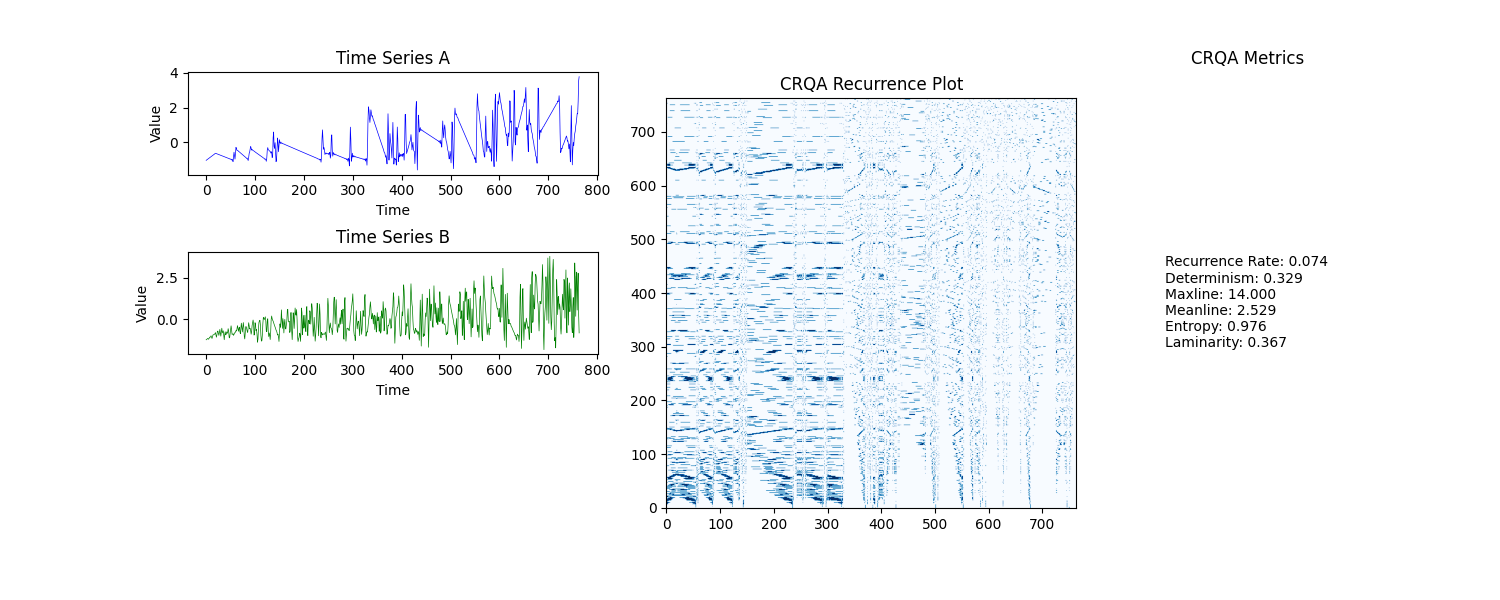 Time Series A
4
2
0
Value
0 100 200 300 400 500 600 700 800
Time
Time Series B
2.5
0.0
Value
0 100 200 300 400 500 600 700 800
Time
CRQA Recurrence Plot
700
600
500
400
300
200
100
0
0 100 200 300 400 500 600 700
CRQA Metrics
Recurrence Rate: 0.074
Determinism: 0.329
Maxline: 14.000
Meanline: 2.529
Entropy: 0.976
Laminarity: 0.367